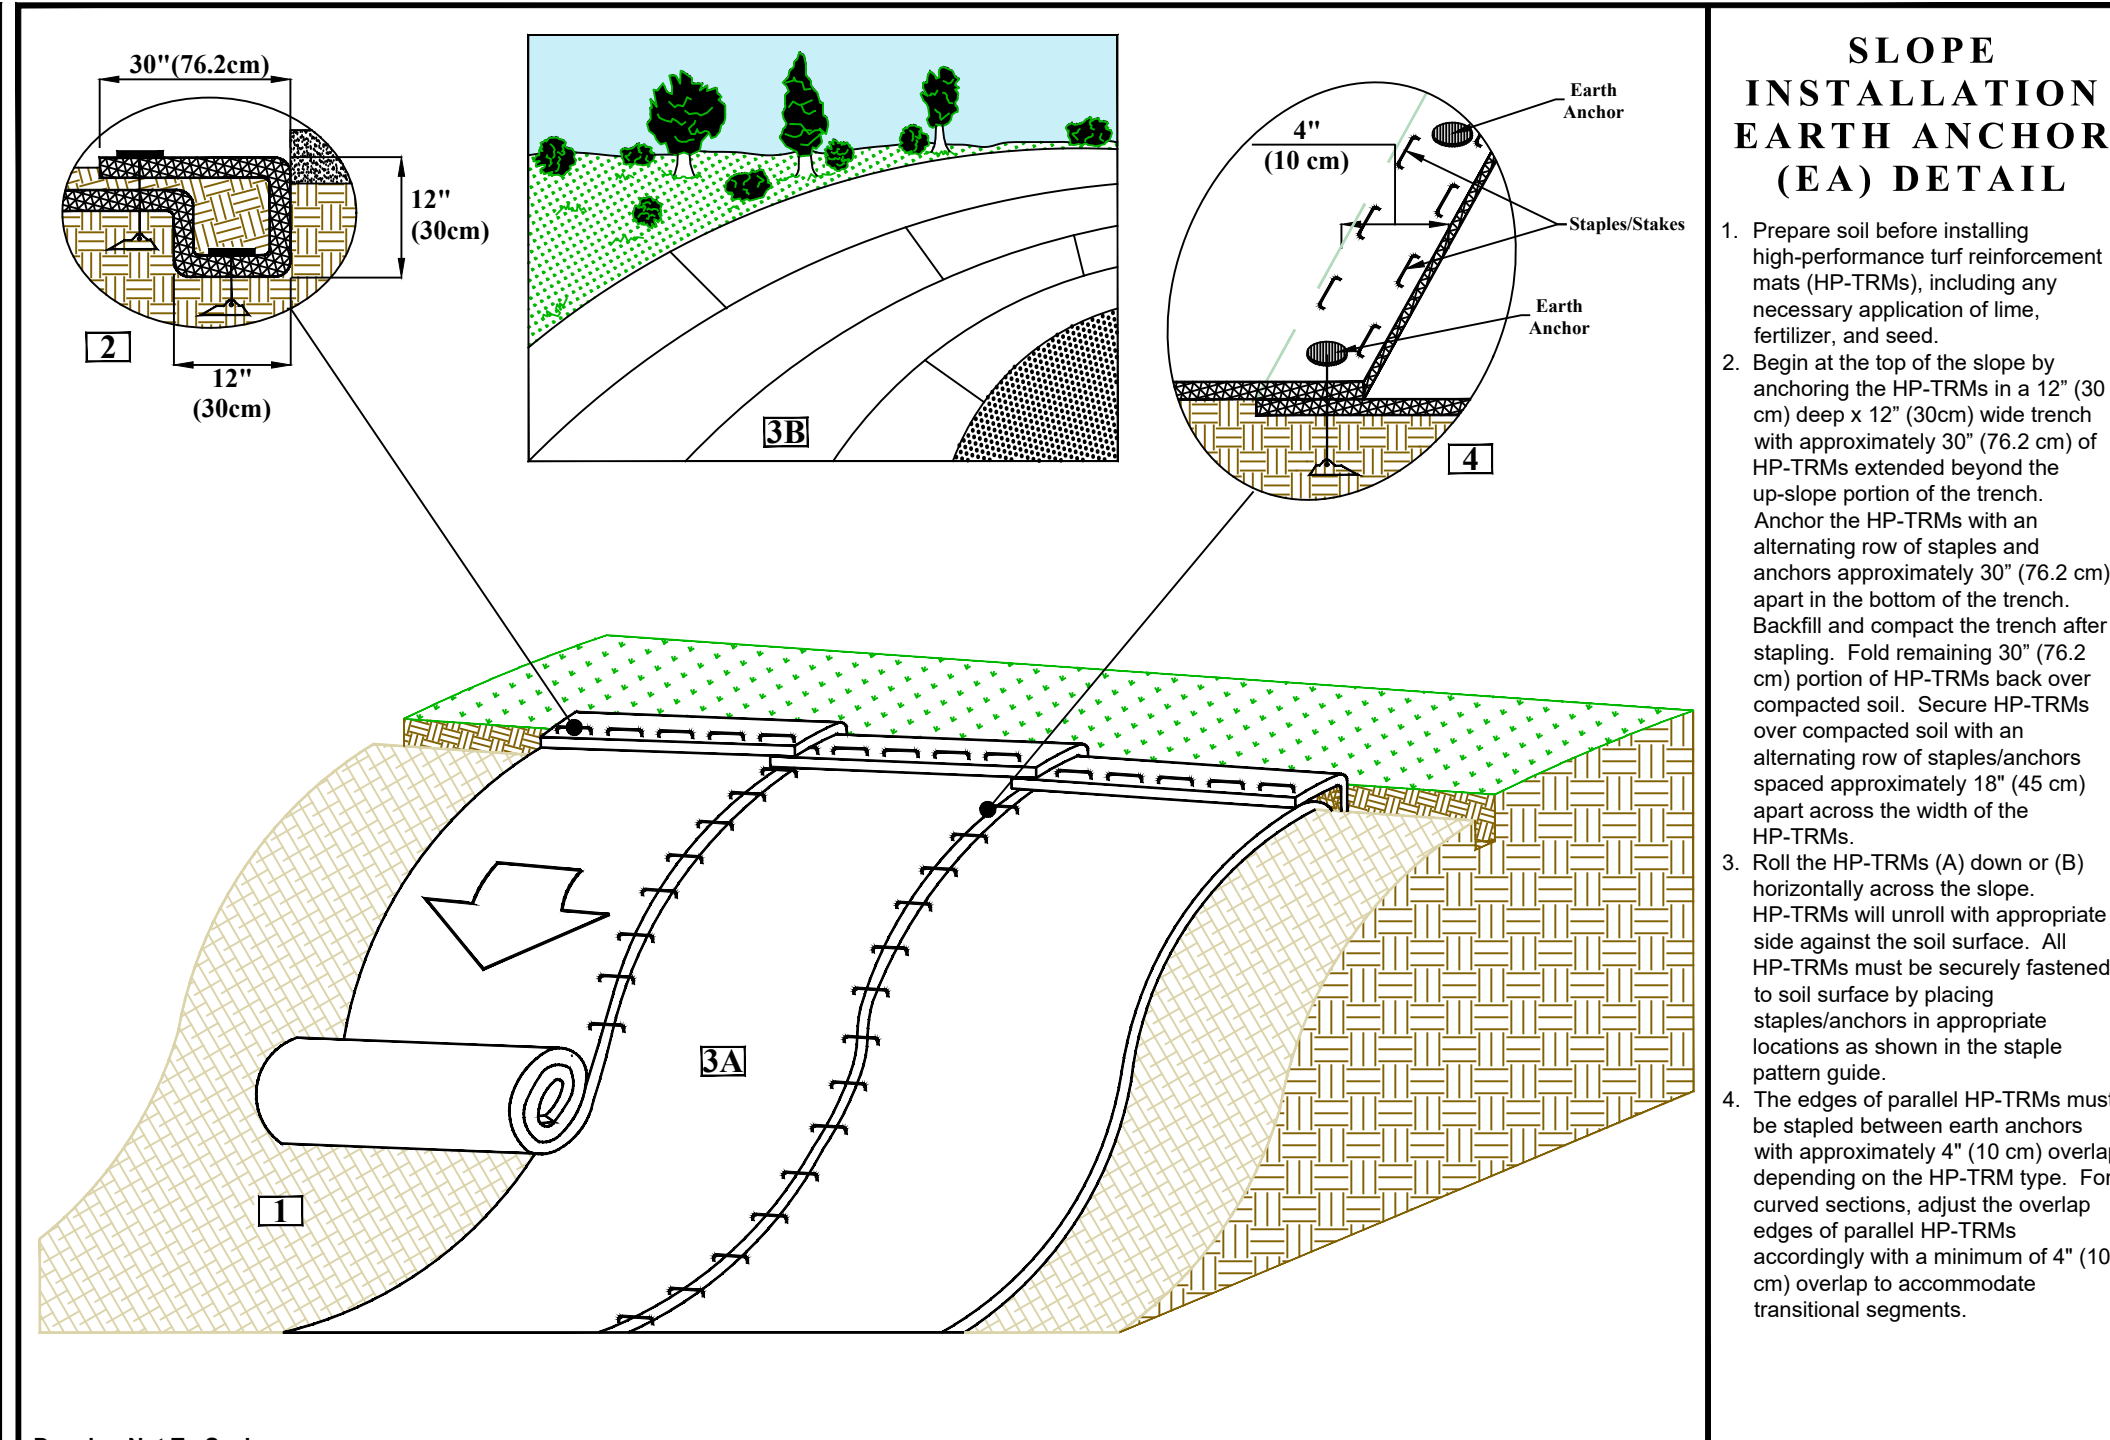 30"(76.2cm)
12"
(30cm)
2
12"
(30cm)
3B
4"
(10 cm)
Earth
Anchor
Staples/Stakes
Earth
Anchor
4
3A
1
SLOPE
INSTALLATION
EARTH ANCHOR
(EA) DETAIL
1. Prepare soil before installing
high-performance turf reinforcement
mats (HP-TRMs), including any
necessary application of lime,
fertilizer, and seed.
2. Begin at the top of the slope by
anchoring the HP-TRMs in a 12” (30
cm) deep x 12” (30cm) wide trench
with approximately 30” (76.2 cm) of
HP-TRMs extended beyond the
up-slope portion of the trench.
Anchor the HP-TRMs with an
alternating row of staples and
anchors approximately 30” (76.2 cm)
apart in the bottom of the trench.
Backfill and compact the trench after
stapling. Fold remaining 30” (76.2
cm) portion of HP-TRMs back over
compacted soil. Secure HP-TRMs
over compacted soil with an
alternating row of staples/anchors
spaced approximately 18" (45 cm)
apart across the width of the
HP-TRMs.
3. Roll the HP-TRMs (A) down or (B)
horizontally across the slope.
HP-TRMs will unroll with appropriate
side against the soil surface. All
HP-TRMs must be securely fastened
to soil surface by placing
staples/anchors in appropriate
locations as shown in the staple
pattern guide.
4. The edges of parallel HP-TRMs must
be stapled between earth anchors
with approximately 4" (10 cm) overlap
depending on the HP-TRM type. For
curved sections, adjust the overlap
edges of parallel HP-TRMs
accordingly with a minimum of 4" (10
cm) overlap to accommodate
transitional segments.